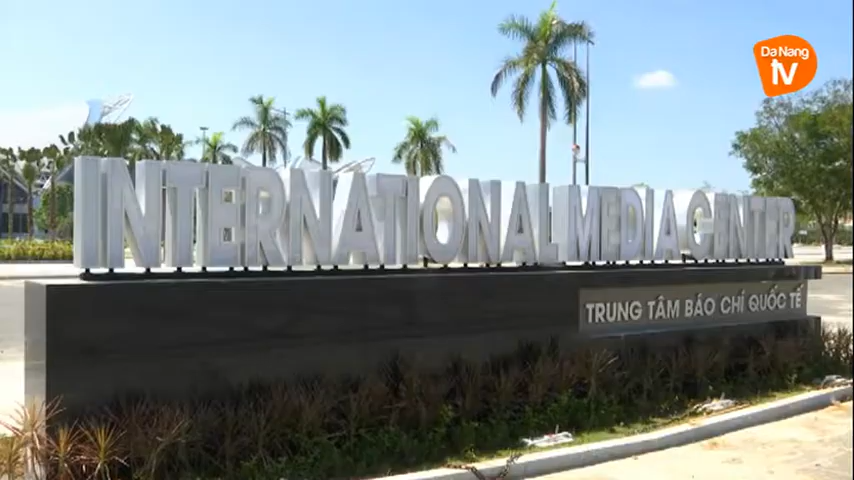 Da Nang
tv
INTERNATIONAL MEDIA CENTER
TRUNG TÂM BÁO CHÍ QUỐC TẾ